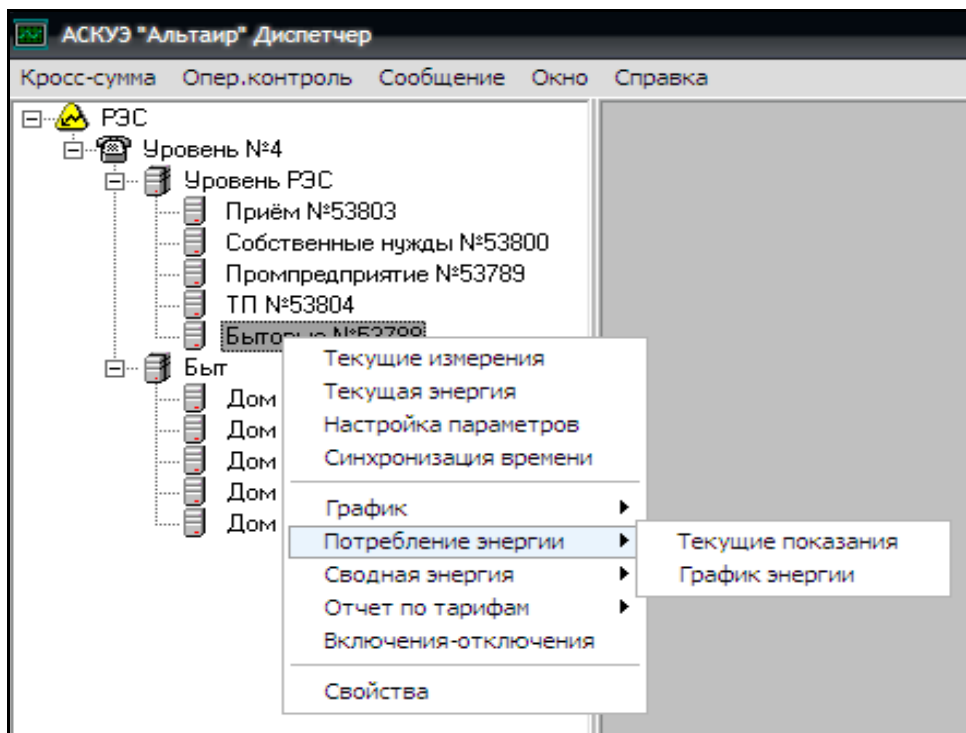 АСКУЭ "Альтаир" Диспетчер
Кросс-сумма Опер.контроль Сообщение Окно Справка
РЭС
Уровень №4
Уровень РЭС
Приём №53803
Собственные нужды №53800
Промпредприятие №53789
ТП №53804
Быт
Дом
Дом
Дом
Дом
Дом
Текущие измерения
Текущая энергия
Настройка параметров
Синхронизация времени
График
Потребление энергии
Сводная энергия
Отчет по тарифам
Включения-отключения
Свойства
Текущие показания
График энергии